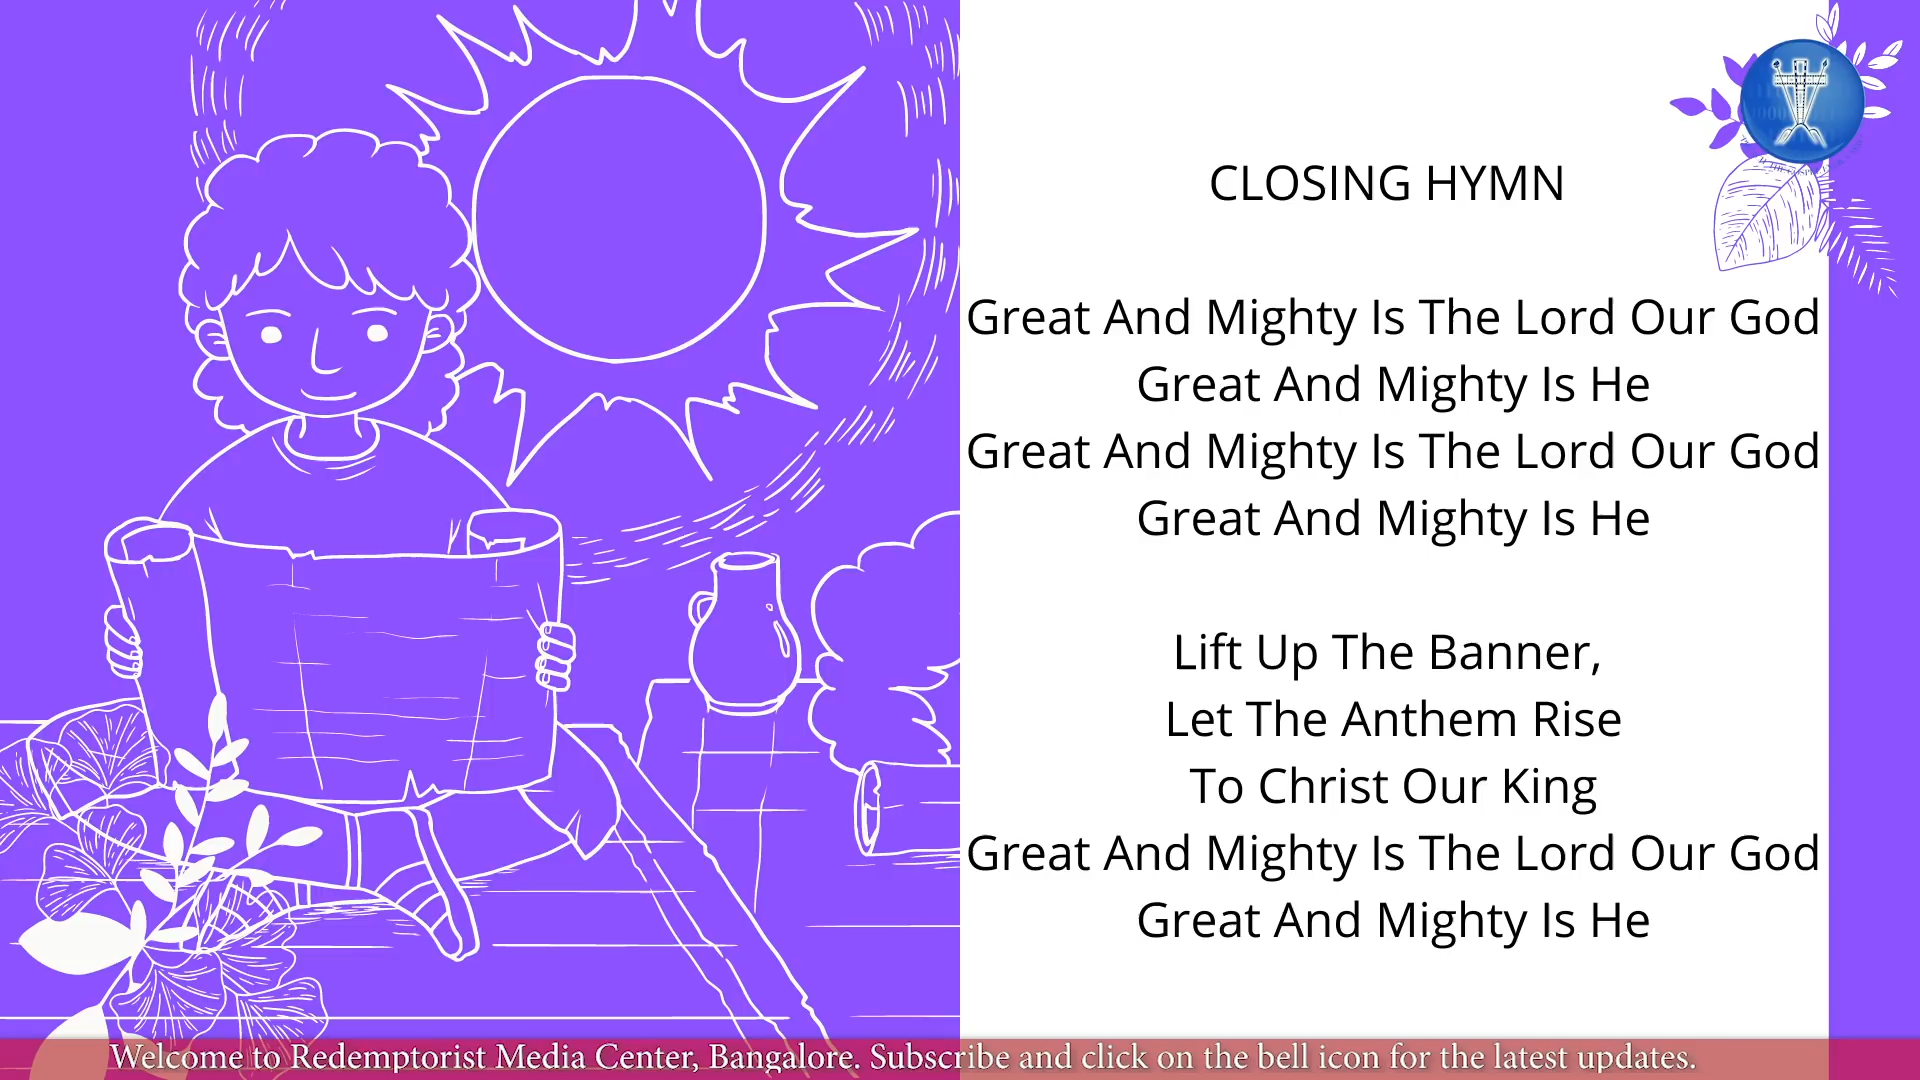 CLOSING HYMN
Great And Mighty Is The Lord Our God
Great And Mighty Is He
Great And Mighty Is The Lord Our God
Great And Mighty Is He
Lift Up The Banner,
Let The Anthem Rise
To Christ Our King
Great And Mighty Is The Lord Our God
Great And Mighty Is He
Welcome to Redemptorist Media Center, Bangalore. Subscribe and click on the bell icon for the latest updates.